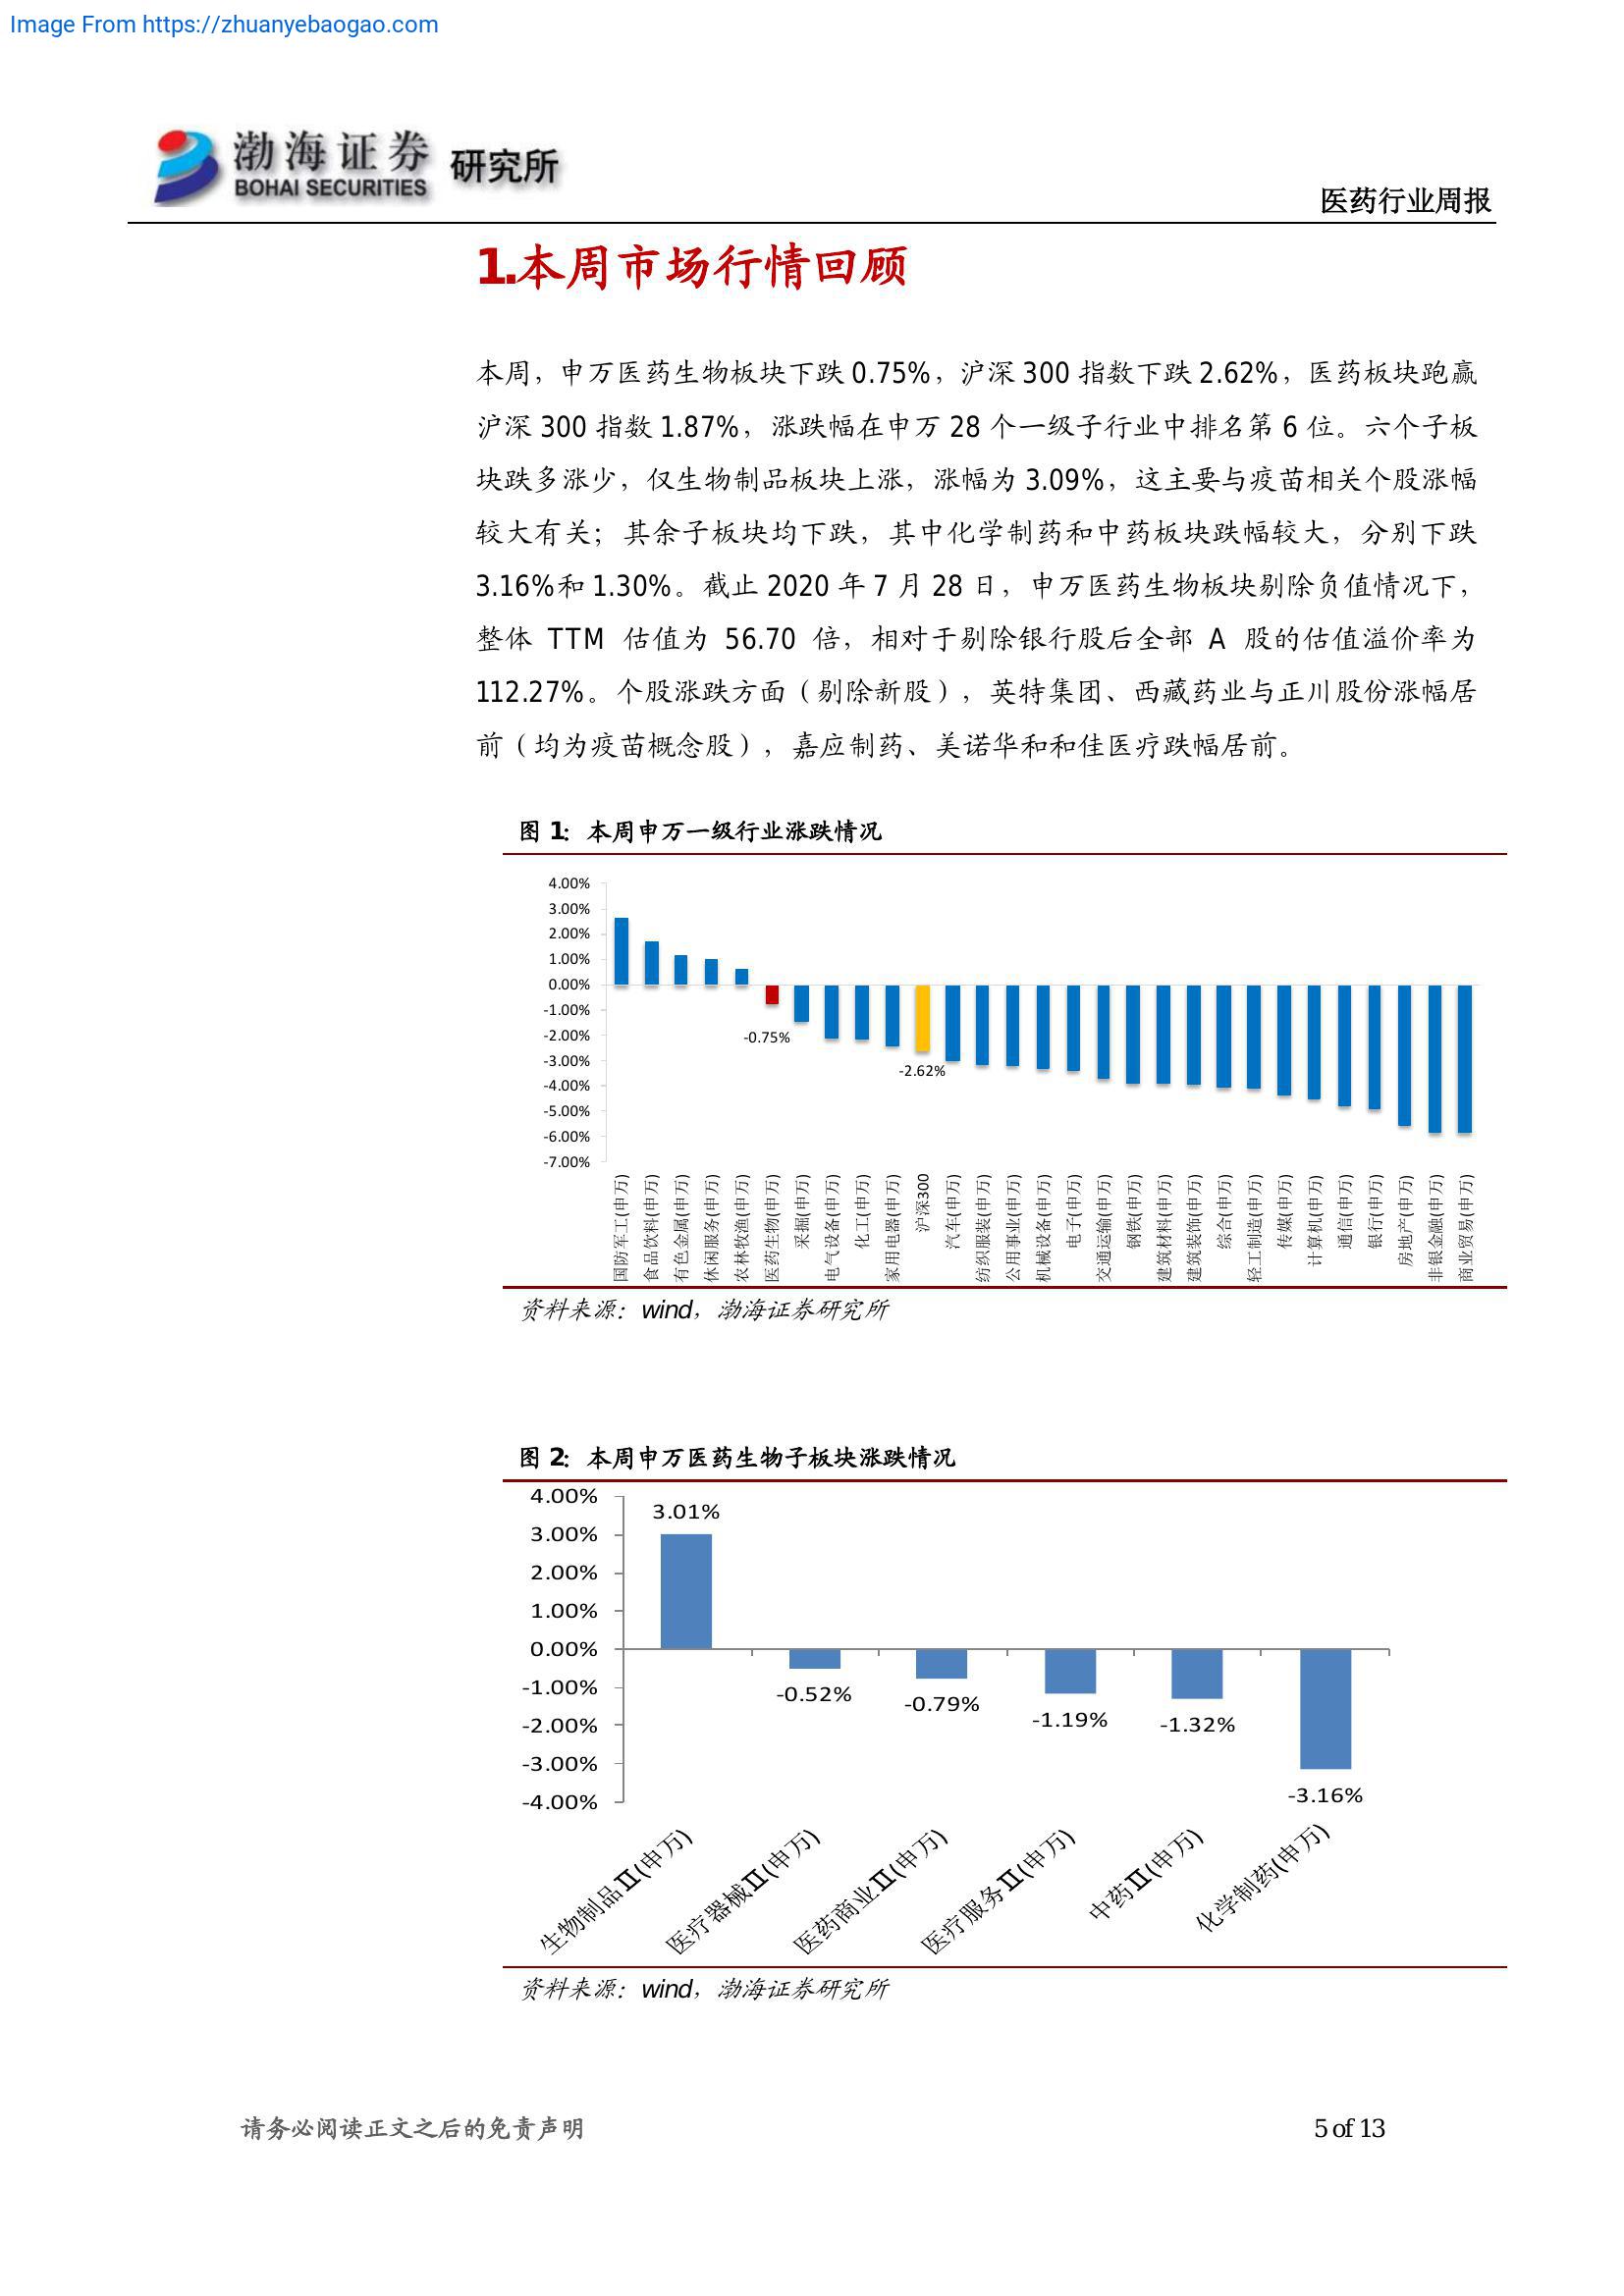 Image From https://zhuanyebaogao.com
渤海证券 研究所
BOHAI SECURITIES
医药行业周报
1.本周市场行情回顾
本周，申万医药生物板块下跌 0.75%，沪深 300 指数下跌 2.62%，医药板块跑赢
沪深 300 指数 1.87%，涨跌幅在申万 28 个一级子行业中排名第 6 位。六个子板
块跌多涨少，仅生物制品板块上涨，涨幅为 3.09%，这主要与疫苗相关个股涨幅
较大有关；其余子板块均下跌，其中化学制药和中药板块跌幅较大，分别下跌
3.16%和 1.30%。截止 2020 年 7 月 28 日，申万医药生物板块剔除负值情况下，
整体 TTM 估值为 56.70 倍，相对于剔除银行股后全部 A 股的估值溢价率为
112.27%。个股涨跌方面（剔除新股），英特集团、西藏药业与正川股份涨幅居
前（均为疫苗概念股），嘉应制药、美诺华和和佳医疗跌幅居前。
图 1：本周申万一级行业涨跌情况
4.00%
3.00%
2.00%
1.00%
0.00%
-1.00%
-2.00%
-3.00%
-4.00%
-5.00%
-6.00%
-7.00%
-0.75%
-2.62%
国防军工(申万)
食品饮料(申万)
有色金属(申万)
休闲服务(申万)
农林牧渔(申万)
医药生物(申万)
采掘(申万)
电气设备(申万)
化工(申万)
家用电器(申万)
沪深300
汽车(申万)
纺织服装(申万)
公用事业(申万)
机械设备(申万)
电子(申万)
交通运输(申万)
钢铁(申万)
建筑材料(申万)
建筑装饰(申万)
综合(申万)
轻工制造(申万)
传媒(申万)
计算机(申万)
通信(申万)
银行(申万)
房地产(申万)
非银金融(申万)
商业贸易(申万)
资料来源：wind，渤海证券研究所
图 2：本周申万医药生物子板块涨跌情况
4.00%
3.00%
2.00%
1.00%
0.00%
-1.00%
-2.00%
-3.00%
-4.00%
3.01%
-0.52%
-0.79%
-1.19%
-1.32%
-3.16%
生物制品Ⅱ(申万)
医疗器械Ⅱ(申万)
医药商业Ⅱ(申万)
医疗服务Ⅱ(申万)
中药Ⅱ(申万)
化学制药(申万)
资料来源：wind，渤海证券研究所
请务必阅读正文之后的免责声明
5 of 13